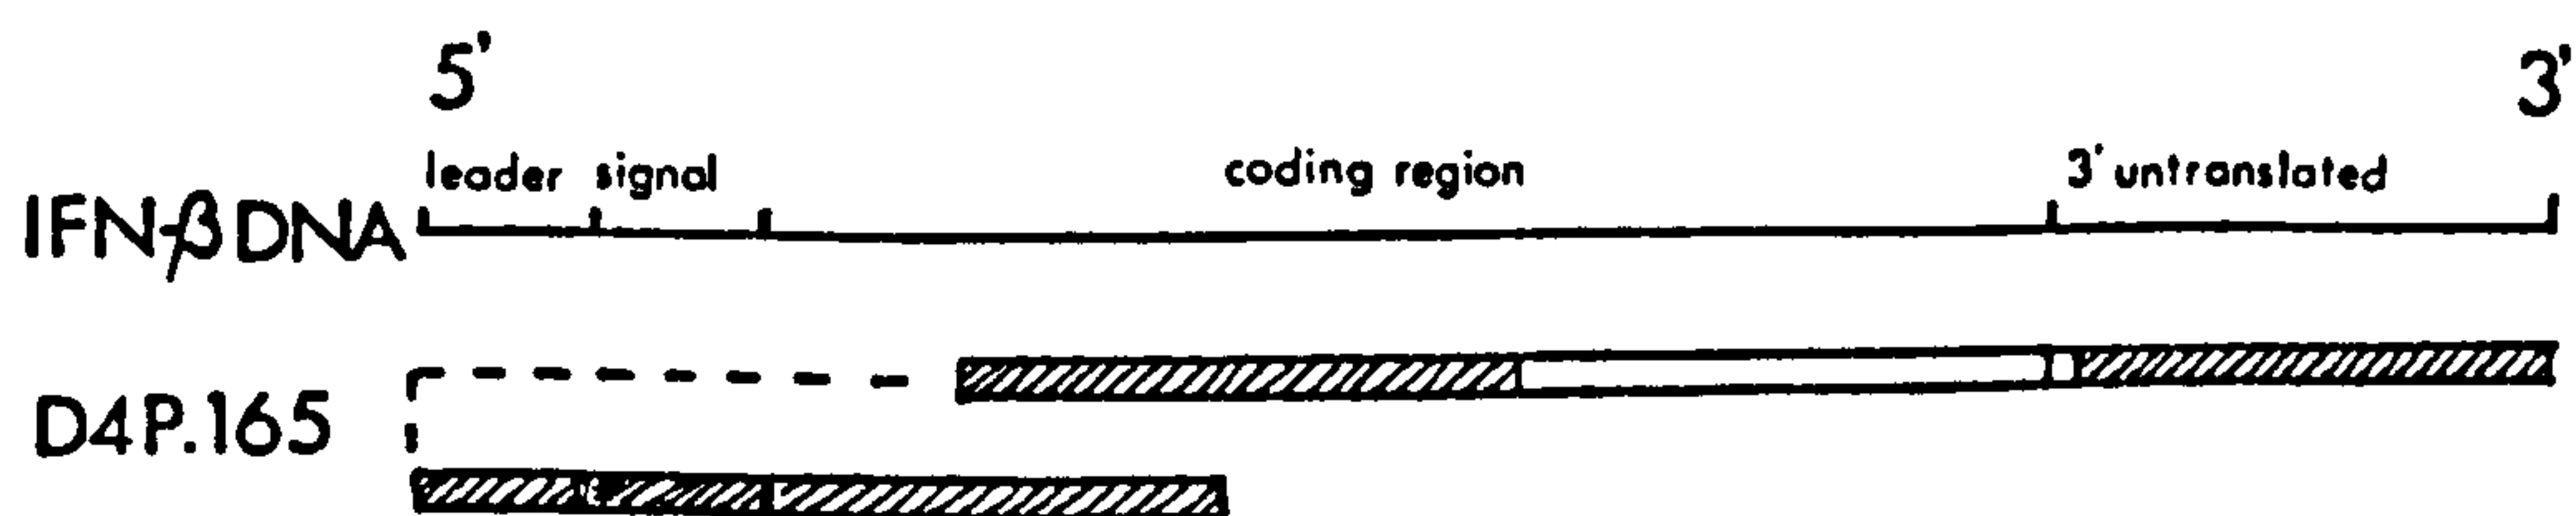 5' 3'
leader signal coding region 3' untranslated
IFN-β DNA
D4P.165